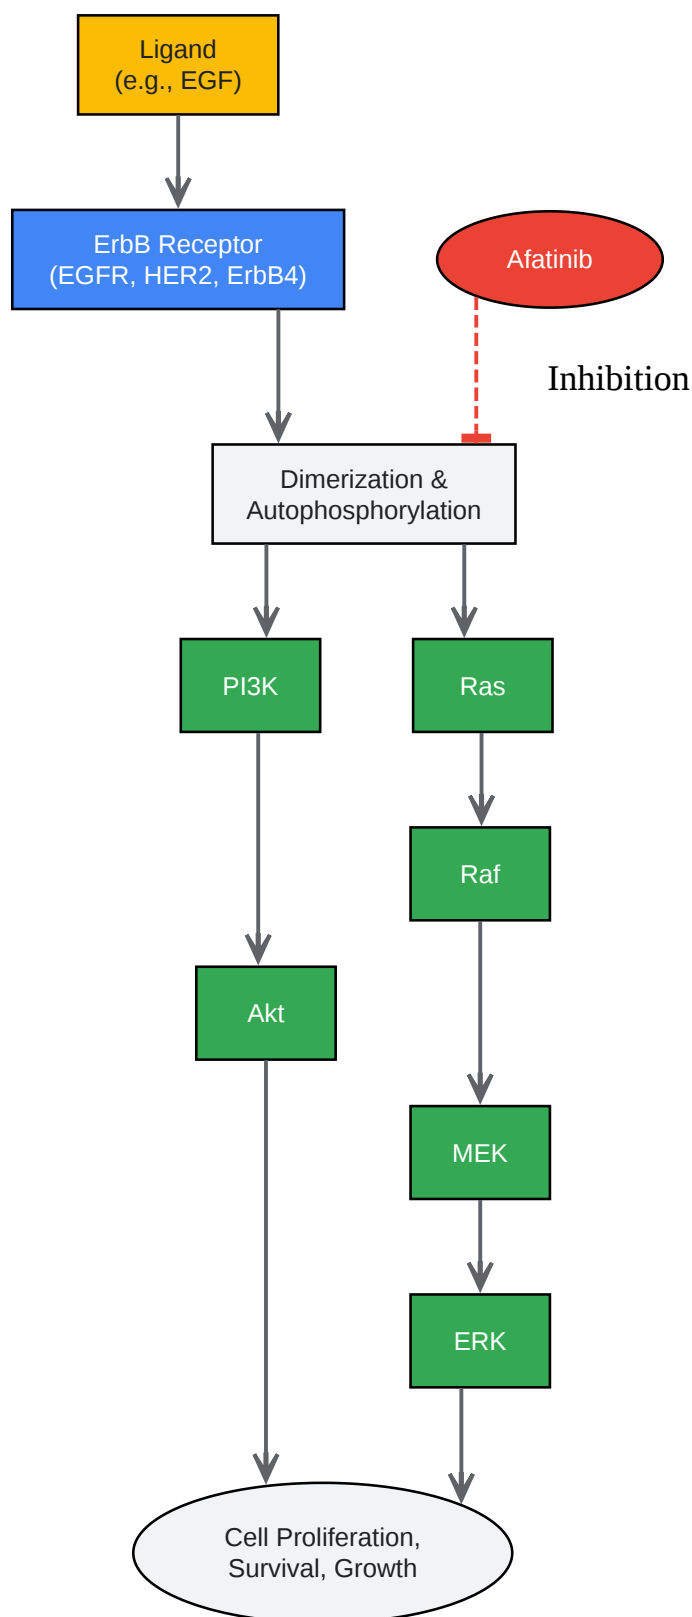 Ligand
(e.g., EGF)
ErbB Receptor
(EGFR, HER2, ErbB4)
Afatinib
Inhibition
Dimerization &
Autophosphorylation
PI3K
Ras
Raf
Akt
MEK
ERK
Cell Proliferation,
Survival, Growth